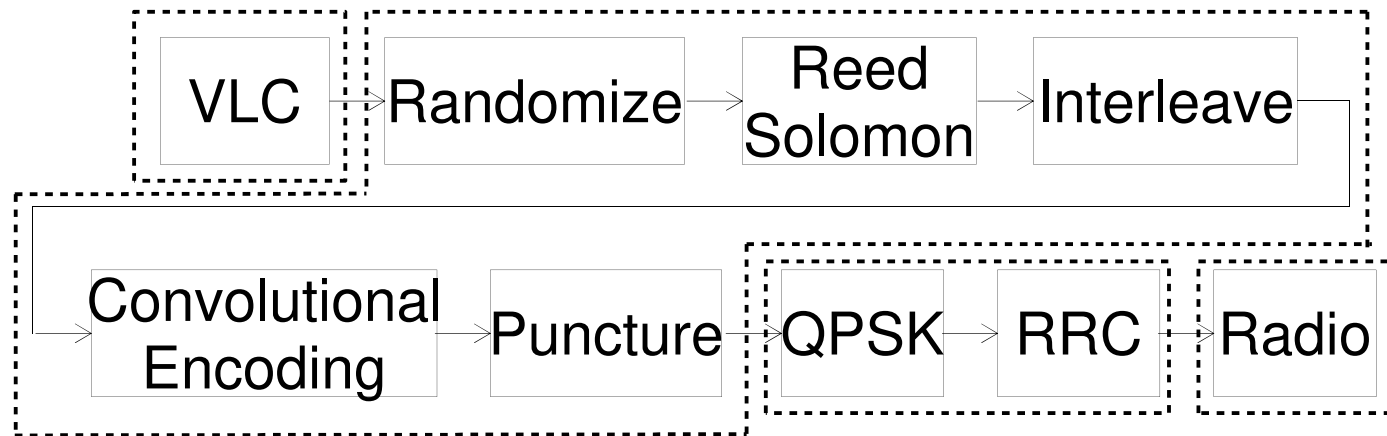 VLC
Randomize
Reed
Solomon
Interleave
Convolutional
Encoding
Puncture
QPSK
RRC
Radio